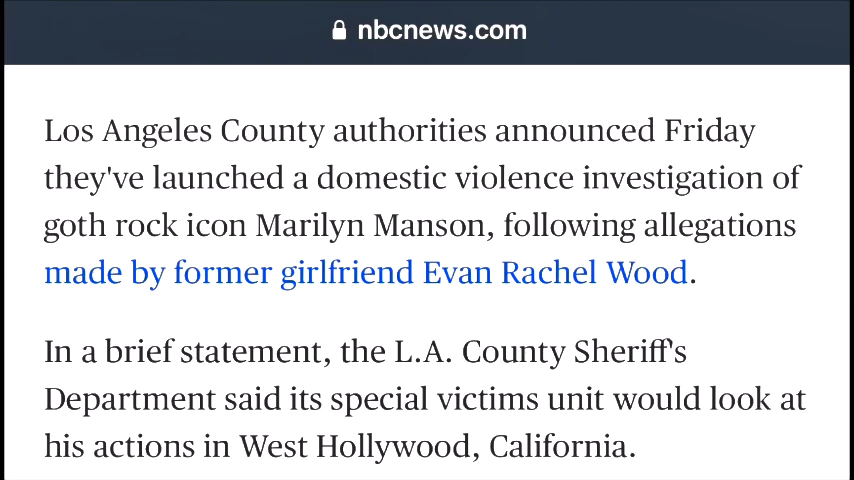 nbcnews.com
Los Angeles County authorities announced Friday
they've launched a domestic violence investigation of
goth rock icon Marilyn Manson, following allegations
made by former girlfriend Evan Rachel Wood.
In a brief statement, the L.A. County Sheriff's
Department said its special victims unit would look at
his actions in West Hollywood, California.